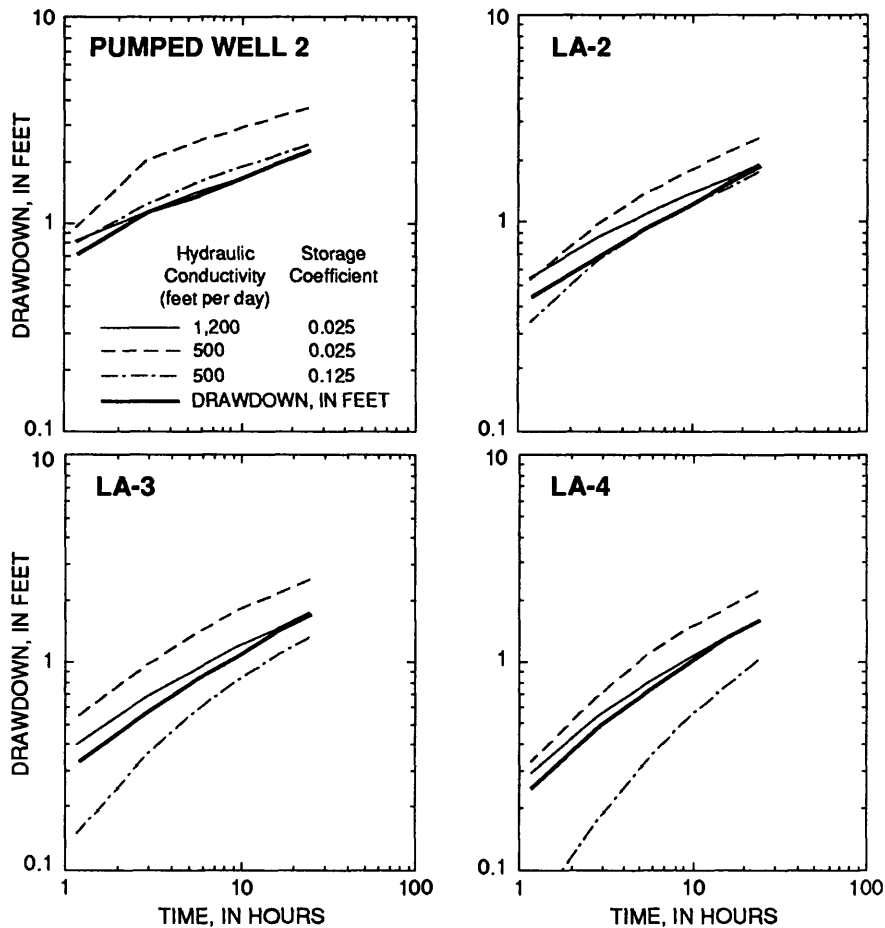 PUMPED WELL 2
LA-2
10
1
0.1
DRAWDOWN, IN FEET
Hydraulic Conductivity (feet per day)
Storage Coefficient
1,200 0.025
500 0.025
500 0.125
DRAWDOWN, IN FEET
10
1
0.1
1 10 100
LA-3
LA-4
10
1
0.1
DRAWDOWN, IN FEET
1 10 100
TIME, IN HOURS
10
1
0.1
1 10 100
TIME, IN HOURS